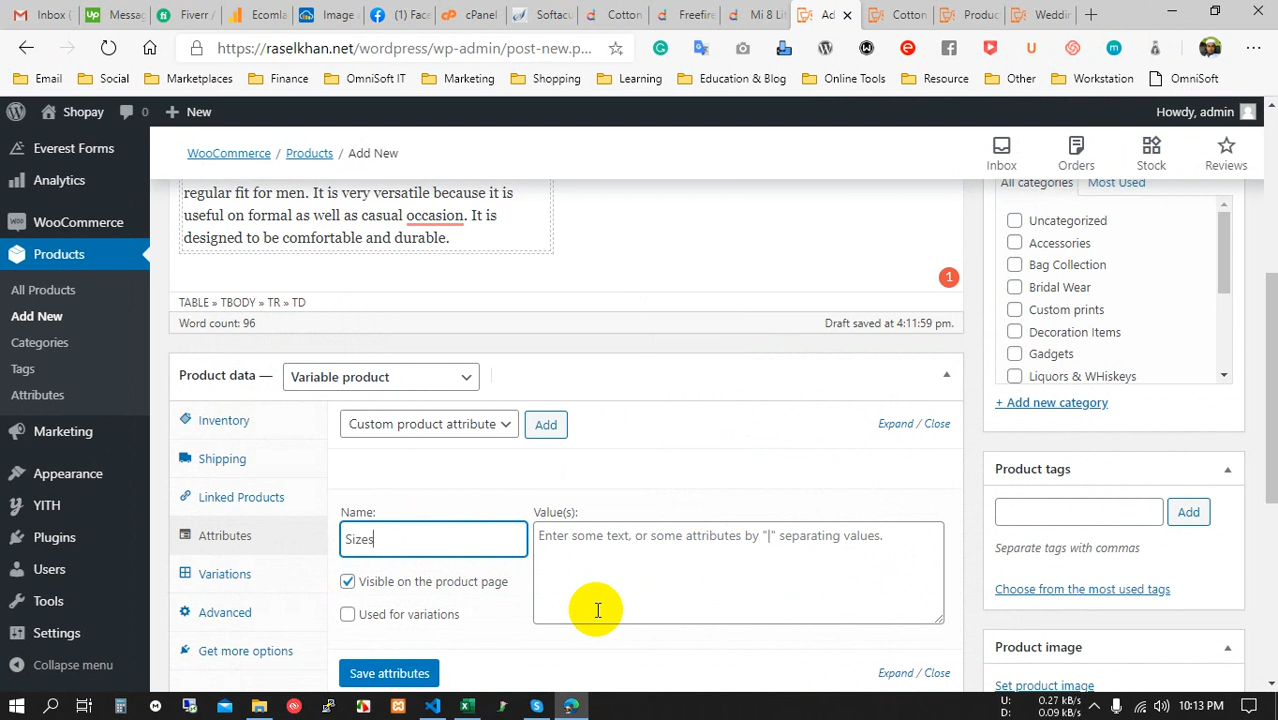 Messa
Fiverr /
Ecomla
Image
(1) Fac
cPanel
Softacu
Cotton
Freefire
Mi 8 Li
Ad
Cotton
Produc
Weddin
https://raselkhan.net/wordpress/wp-admin/post-new.p...
Email
Social
Marketplaces
Finance
OmniSoft IT
Marketing
Shopping
Learning
Education & Blog
Online Tools
Resource
Other
Workstation
OmniSoft
Shopay
0
New
Howdy, admin
Everest Forms
Analytics
WooCommerce
Products
All Products
Add New
Categories
Tags
Attributes
Marketing
Appearance
YITH
Plugins
Users
Tools
Settings
Collapse menu
WooCommerce / Products / Add New
Inbox
Orders
Stock
Reviews
regular fit for men. It is very versatile because it is
useful on formal as well as casual occasion. It is
designed to be comfortable and durable.
1
TABLE » TBODY » TR » TD
Word count: 96
Draft saved at 4:11:59 pm.
Product data —
Variable product
Inventory
Shipping
Linked Products
Attributes
Variations
Advanced
Get more options
Custom product attribute
Add
Expand / Close
Name:
Sizes
Value(s):
Enter some text, or some attributes by "|" separating values.
Visible on the product page
Used for variations
Save attributes
Expand / Close
All categories
Most Used
Uncategorized
Accessories
Bag Collection
Bridal Wear
Custom prints
Decoration Items
Gadgets
Liquors & WHiskeys
+ Add new category
Product tags
Add
Separate tags with commas
Choose from the most used tags
Product image
Set product image
U: 0.27 kB/s
D: 0.09 kB/s
10:13 PM